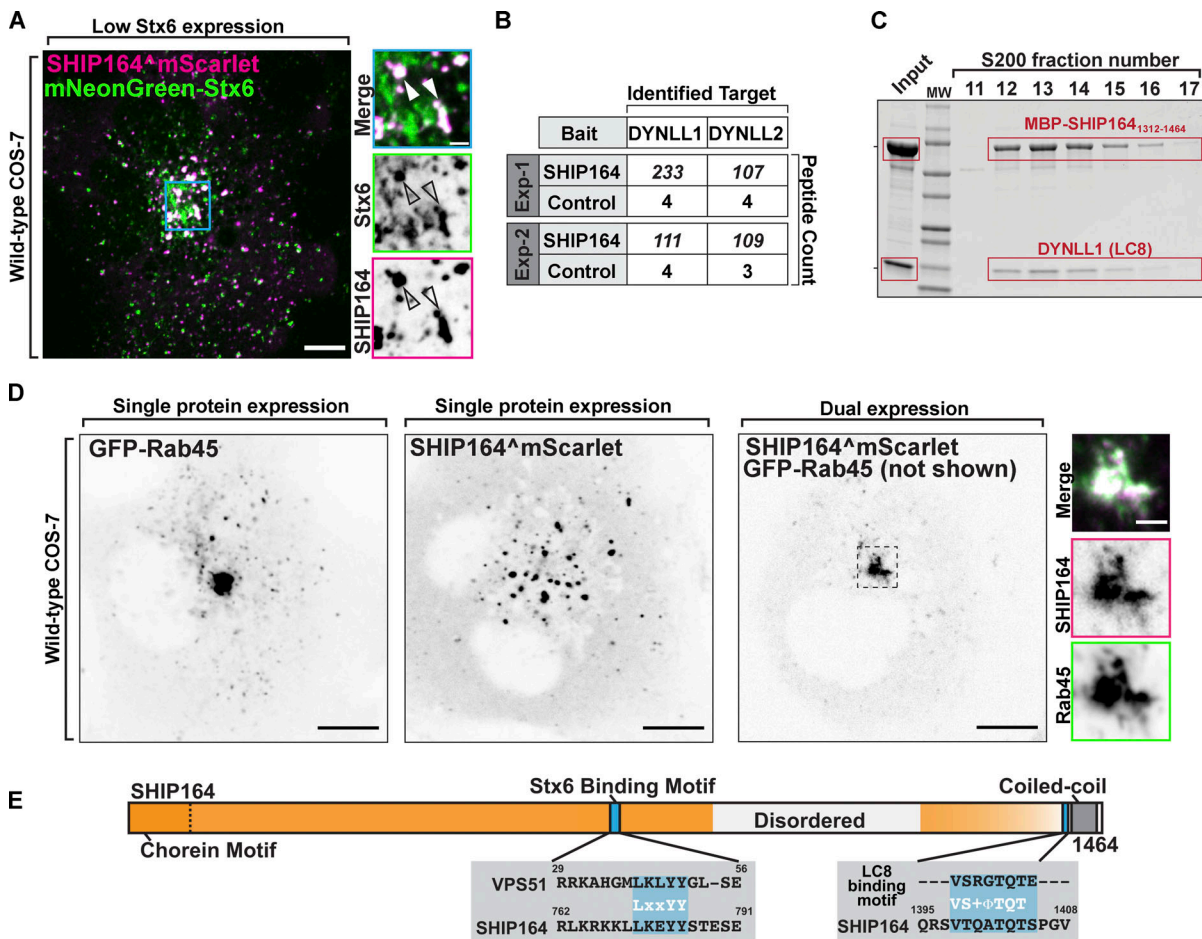 A
Low Stx6 expression
Wild-type COS-7
SHIP164^mScarlet
mNeonGreen-Stx6
Merge
Stx6
SHIP164
B
Identified Target
Bait DYNLL1 DYNLL2
Exp-1
SHIP164 233 107
Control 4 4
Exp-2
SHIP164 111 109
Control 4 3
Peptide Count
C
Input
MW
S200 fraction number
11 12 13 14 15 16 17
MBP-SHIP164₁₃₁₂₋₁₄₆₄
DYNLL1 (LC8)
D
Wild-type COS-7
Single protein expression
GFP-Rab45
Single protein expression
SHIP164^mScarlet
Dual expression
SHIP164^mScarlet
GFP-Rab45 (not shown)
Merge
SHIP164
Rab45
E
SHIP164
Stx6 Binding Motif
Coiled-coil
Disordered
Chorein Motif
1464
29 56
VPS51 RRKAHGMLKLYYGL-SE
LxxYY
762 791
SHIP164 RLKRKKLLKEYYSTESE
LC8 binding motif
---VSRGTQTE----
VS+ΦTQT
1395 1408
SHIP164 QRSVTQATQTSPGV